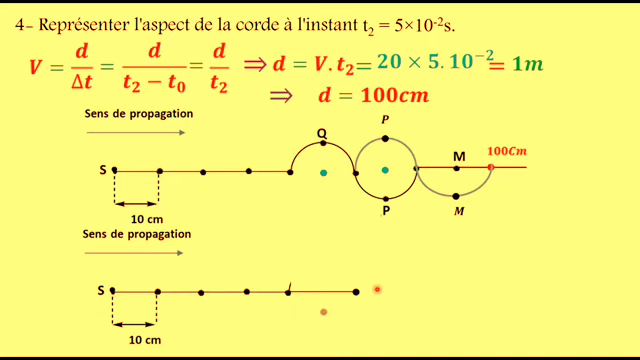 4- Représenter l'aspect de la corde à l'instant t₂ = 5×10⁻²s.
V = d/Δt = d/(t₂ − t₀) = d/t₂ ⇒ d = V.t₂ = 20 × 5.10⁻² = 1m
⇒ d = 100cm
Sens de propagation
P
Q
100Cm
M
S
10 cm
P
M
Sens de propagation
S
10 cm